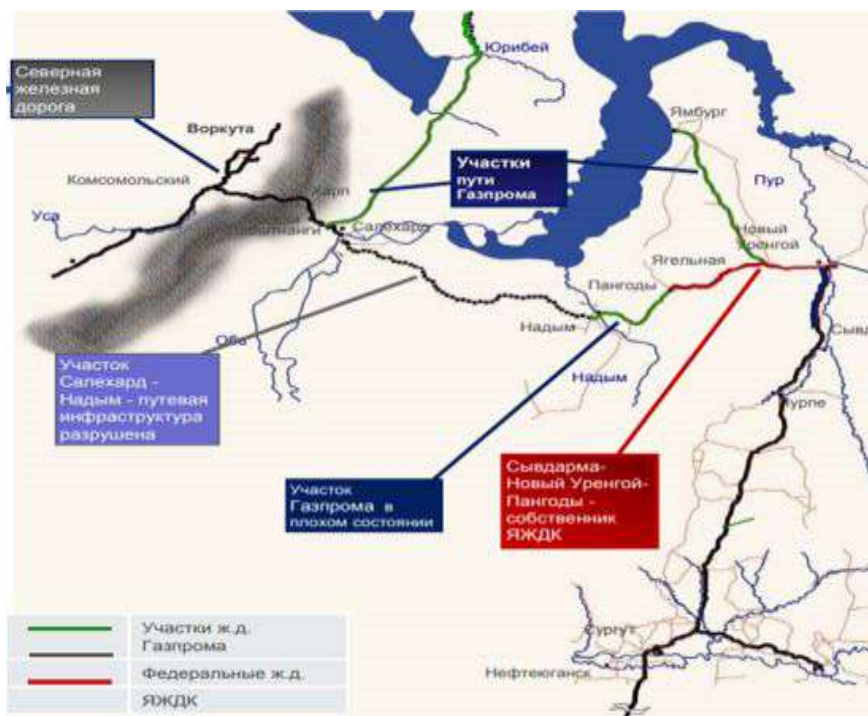 Юрибей
Северная
железная
дорога
Ямбург
Воркута
Участки
пути
Газпрома
Комсомольский
Пур
Харп
Уса
Салехард
Новый
Уренгой
Ягельная
Пангоды
Надым
Обь
Надым
Участок
Салехард -
Надым - путевая
инфраструктура
разрушена
Сывдарма-
Новый Уренгой-
Пангоды -
собственник
ЯЖДК
Участок
Газпрома в
плохом состоянии
Сургут
Нефтеюганск
Участки ж.д.
Газпрома
Федеральные ж.д.
ЯЖДК